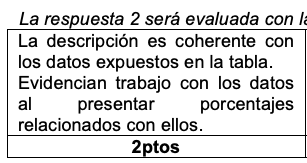 La respuesta 2 será evaluada con
La descripción es coherente con
los datos expuestos en la tabla.
Evidencian trabajo con los datos
al presentar porcentajes
relacionados con ellos.
2ptos